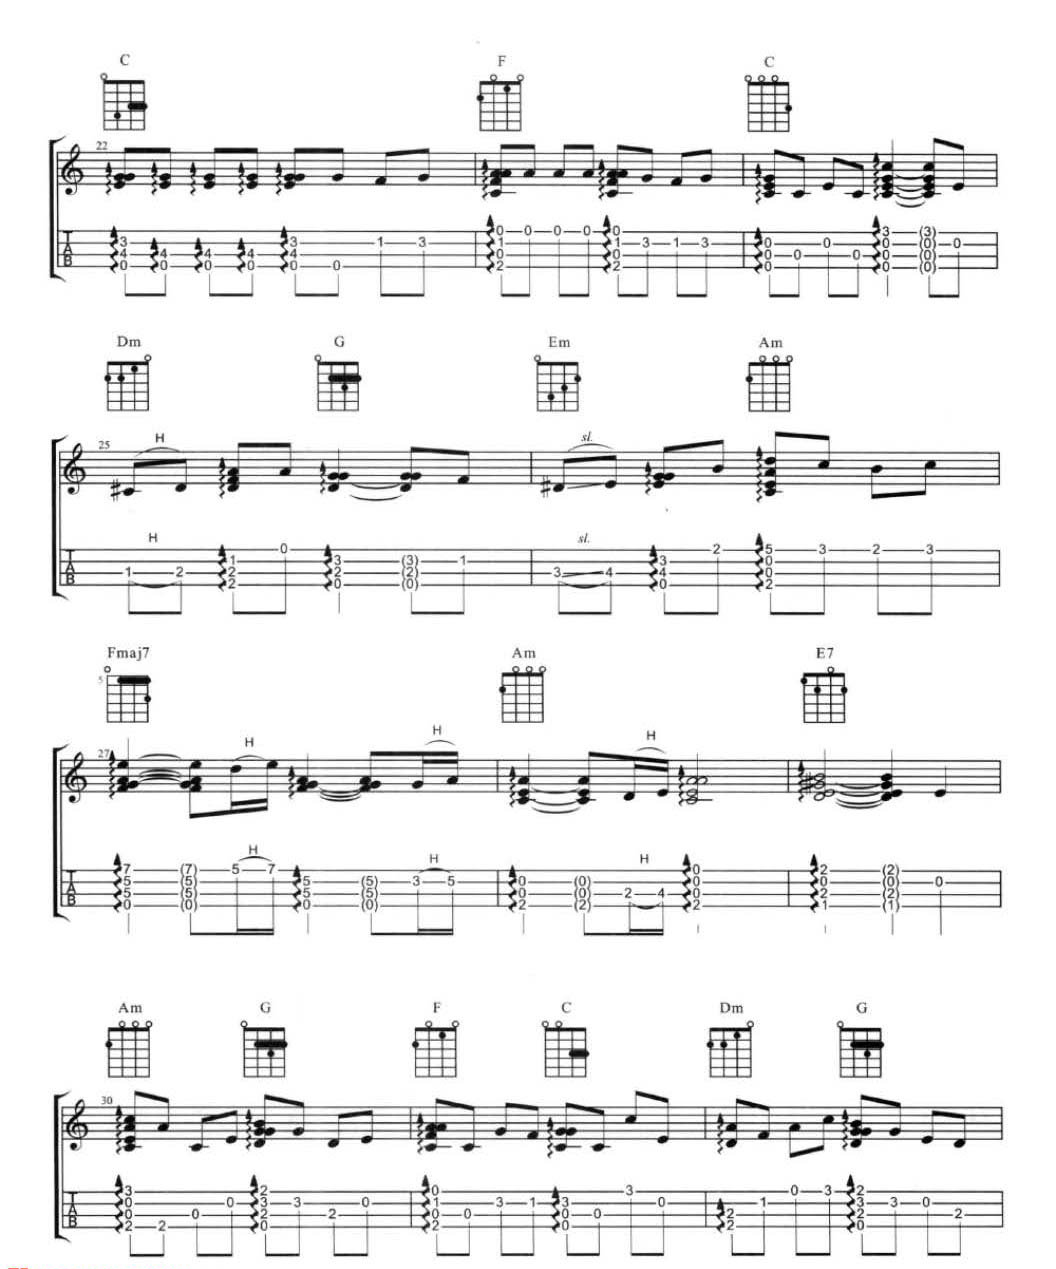 C F C
22
3 3 1 3 0 0 0 0 0 3 (3)
4 4 4 4 4 1 1 3 1 3 0 0 0 (0) 0
0 0 0 0 0 0 0 0 0 0 0 0 (0)
2 2 0 0 (0)
Dm G Em Am
25
H sl.
H sl.
0 2 5 3 2 3
1 3 (3) 1 3 0
1 2 2 2 (2) 3 4 4 0
2 0 (0) 0 2
Fmaj7 Am E7
5
27
H H H
H H H
7 (7) 5 7 0 2 (2)
5 (5) 5 (5) 3 5 0 (0) 0 0 (0) 0
5 (5) 5 (5) 0 (0) 2 4 0 2 (2)
0 (0) 0 (0) 2 (2) 2 1 (1)
Am G F C Dm G
30
3 2 0 3 0 3 2
0 0 3 3 0 1 3 1 3 0 1 3 3 0
0 0 2 2 0 0 0 0 2 2 2
2 2 0 2 0 2 0
TAB
TAB
TAB
TAB